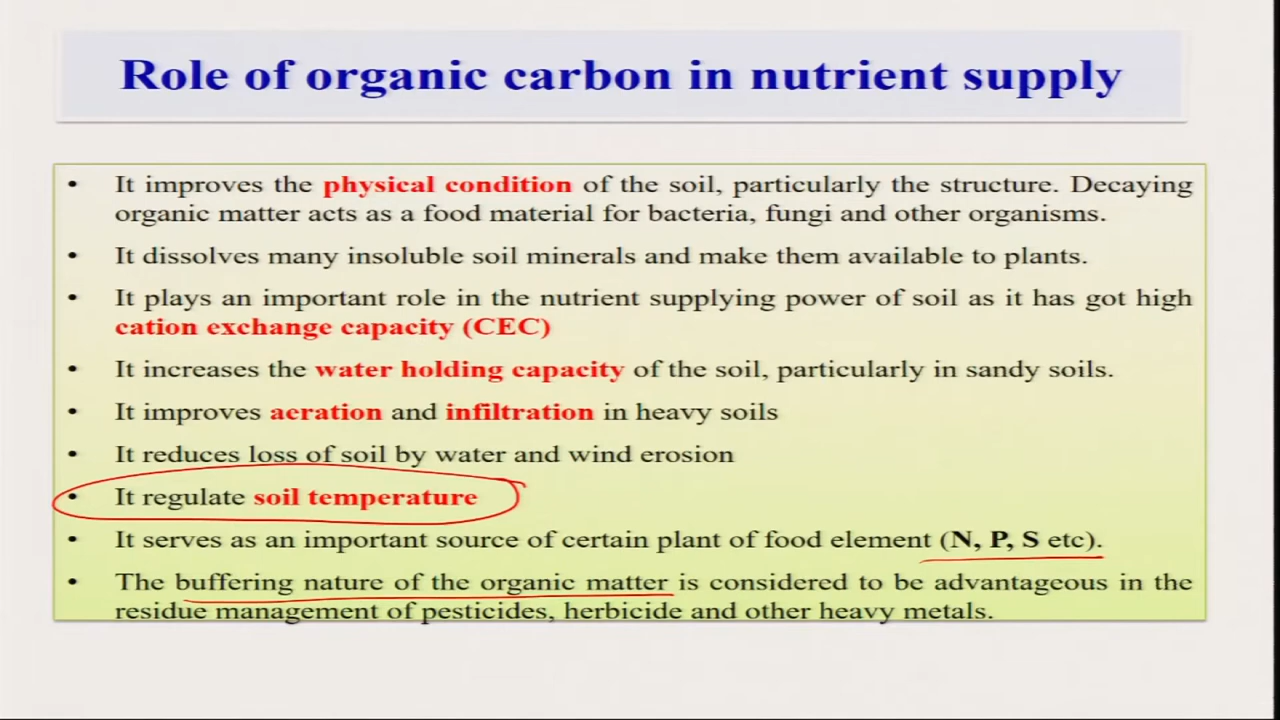 Role of organic carbon in nutrient supply
• It improves the physical condition of the soil, particularly the structure. Decaying
organic matter acts as a food material for bacteria, fungi and other organisms.
• It dissolves many insoluble soil minerals and make them available to plants.
• It plays an important role in the nutrient supplying power of soil as it has got high
cation exchange capacity (CEC)
• It increases the water holding capacity of the soil, particularly in sandy soils.
• It improves aeration and infiltration in heavy soils
• It reduces loss of soil by water and wind erosion
• It regulate soil temperature
• It serves as an important source of certain plant of food element (N, P, S etc).
• The buffering nature of the organic matter is considered to be advantageous in the
residue management of pesticides, herbicide and other heavy metals.